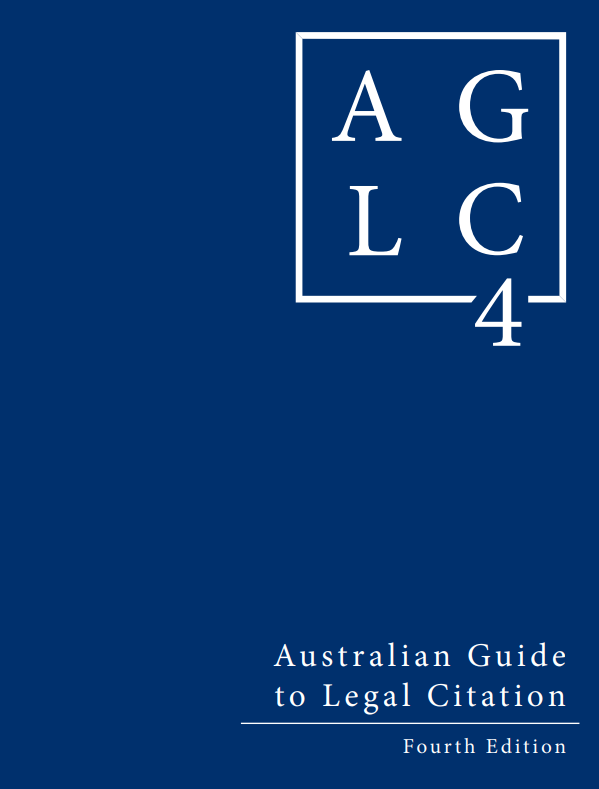 A G
L C
4
Australian Guide
to Legal Citation
Fourth Edition